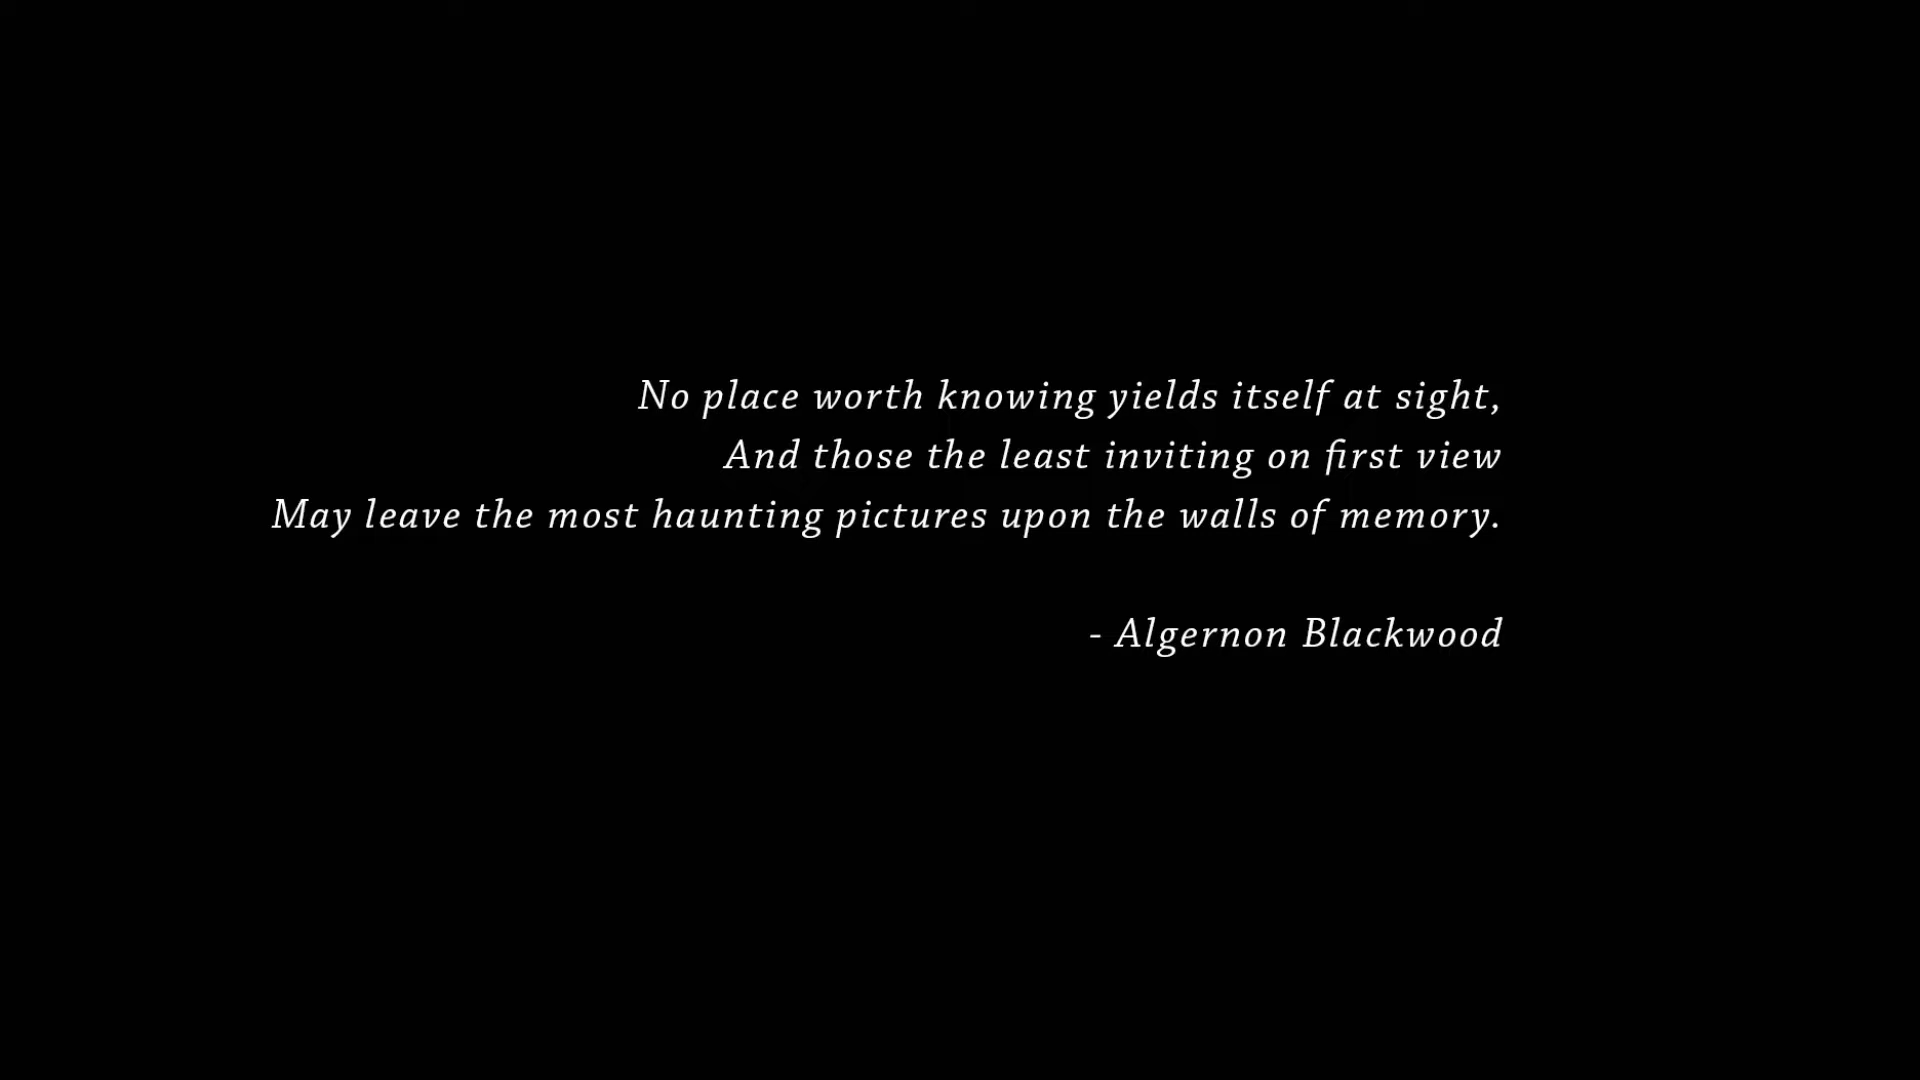 No place worth knowing yields itself at sight,
And those the least inviting on first view
May leave the most haunting pictures upon the walls of memory.
- Algernon Blackwood